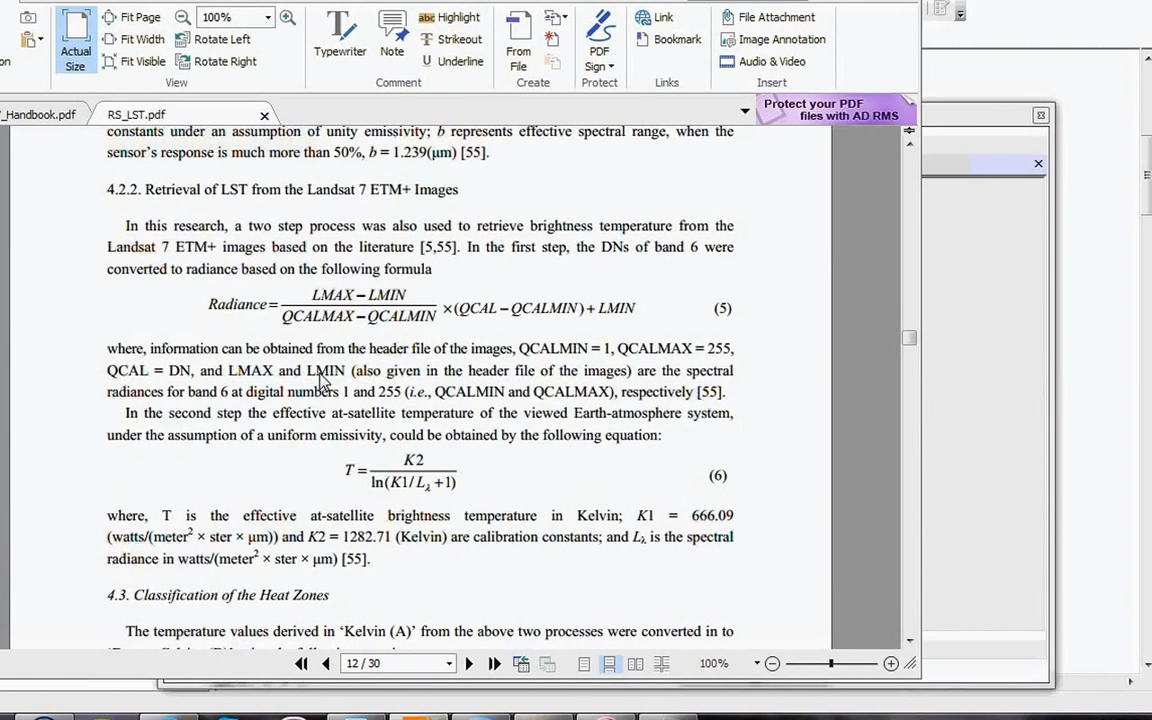 Fit Page
100%
abc Highlight
Link
File Attachment
Actual
Size
Fit Width
Rotate Left
Typewriter
Note
Strikeout
From
File
PDF
Sign
Bookmark
Image Annotation
Fit Visible
Rotate Right
Underline
Audio & Video
View
Comment
Create
Protect
Links
Insert
_Handbook.pdf
RS_LST.pdf
Protect your PDF
files with AD RMS
constants under an assumption of unity emissivity; b represents effective spectral range, when the
sensor's response is much more than 50%, b = 1.239(μm) [55].
4.2.2. Retrieval of LST from the Landsat 7 ETM+ Images
In this research, a two step process was also used to retrieve brightness temperature from the
Landsat 7 ETM+ images based on the literature [5,55]. In the first step, the DNs of band 6 were
converted to radiance based on the following formula
Radiance = LMAX − LMIN / QCALMAX − QCALMIN × (QCAL − QCALMIN) + LMIN (5)
where, information can be obtained from the header file of the images, QCALMIN = 1, QCALMAX = 255,
QCAL = DN, and LMAX and LMIN (also given in the header file of the images) are the spectral
radiances for band 6 at digital numbers 1 and 255 (i.e., QCALMIN and QCALMAX), respectively [55].
In the second step the effective at-satellite temperature of the viewed Earth-atmosphere system,
under the assumption of a uniform emissivity, could be obtained by the following equation:
T = K2 / ln(K1/Lλ +1) (6)
where, T is the effective at-satellite brightness temperature in Kelvin; K1 = 666.09
(watts/(meter² × ster × μm)) and K2 = 1282.71 (Kelvin) are calibration constants; and Lλ is the spectral
radiance in watts/(meter² × ster × μm) [55].
4.3. Classification of the Heat Zones
The temperature values derived in 'Kelvin (A)' from the above two processes were converted in to
12 / 30
100%